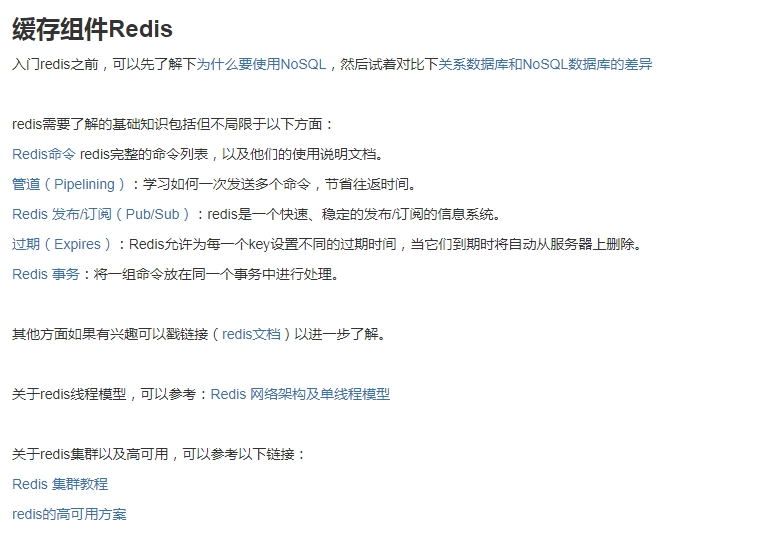 缓存组件Redis
入门redis之前，可以先了解下为什么要使用NoSQL，然后试着对比下关系数据库和NoSQL数据库的差异
redis需要了解的基础知识包括但不局限于以下方面：
Redis命令 redis完整的命令列表，以及他们的使用说明文档。
管道（Pipelining）：学习如何一次发送多个命令，节省往返时间。
Redis 发布/订阅（Pub/Sub）：redis是一个快速、稳定的发布/订阅的信息系统。
过期（Expires）：Redis允许为每一个key设置不同的过期时间，当它们到期时将自动从服务器上删除。
Redis 事务：将一组命令放在同一个事务中进行处理。
其他方面如果有兴趣可以戳链接（redis文档）以进一步了解。
关于redis线程模型，可以参考：Redis 网络架构及单线程模型
关于redis集群以及高可用，可以参考以下链接：
Redis 集群教程
redis的高可用方案